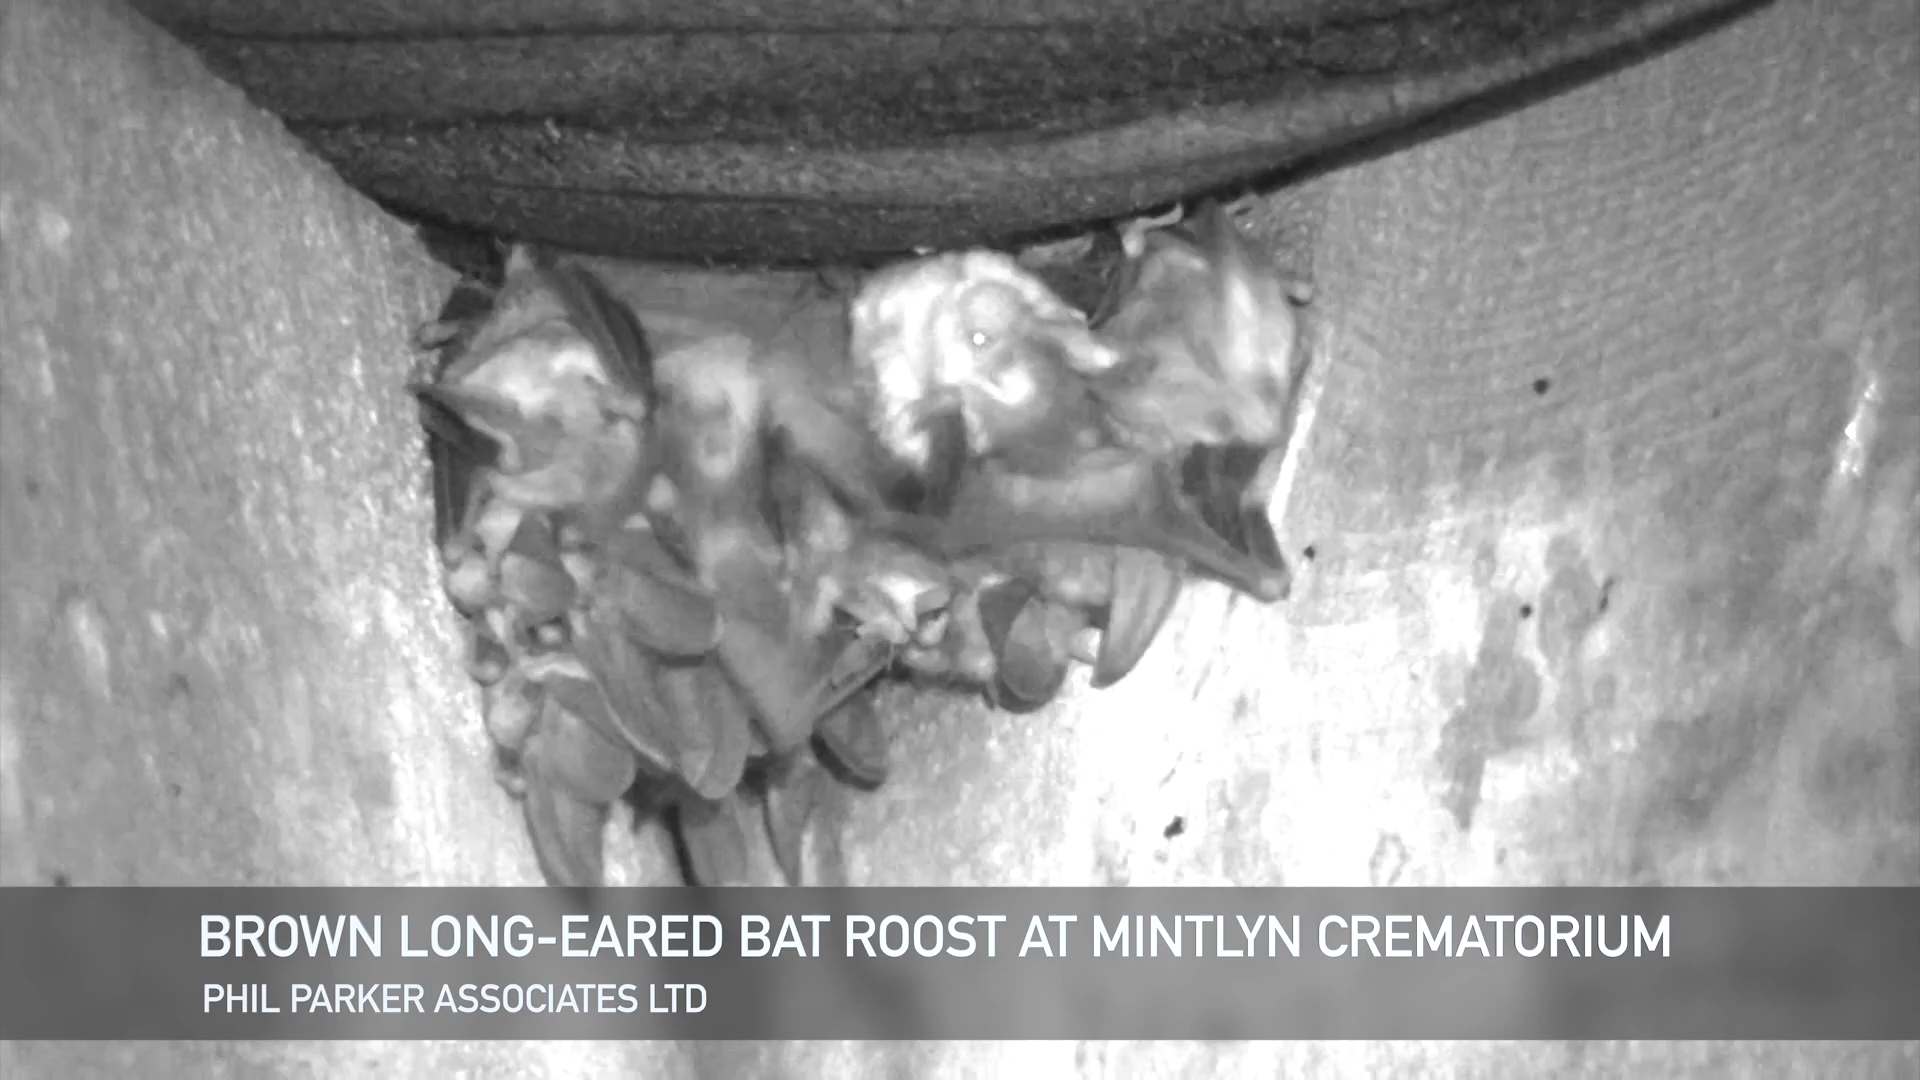 BROWN LONG-EARED BAT ROOST AT MINTLYN CREMATORIUM
PHIL PARKER ASSOCIATES LTD